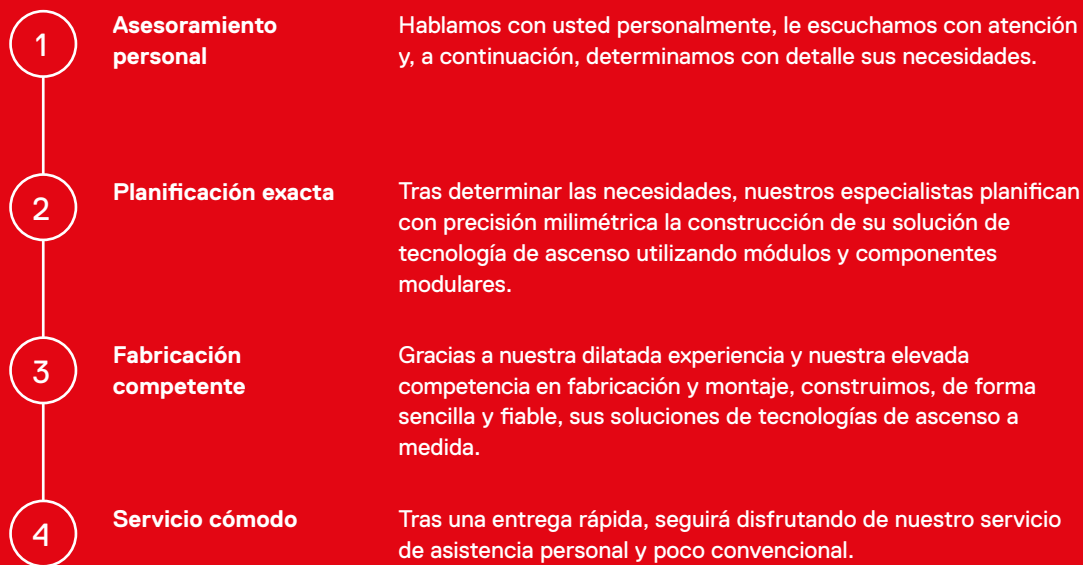 1
Asesoramiento
personal
Hablamos con usted personalmente, le escuchamos con atención
y, a continuación, determinamos con detalle sus necesidades.
2
Planificación exacta
Tras determinar las necesidades, nuestros especialistas planifican
con precisión milimétrica la construcción de su solución de
tecnología de ascenso utilizando módulos y componentes
modulares.
3
Fabricación
competente
Gracias a nuestra dilatada experiencia y nuestra elevada
competencia en fabricación y montaje, construimos, de forma
sencilla y fiable, sus soluciones de tecnologías de ascenso a
medida.
4
Servicio cómodo
Tras una entrega rápida, seguirá disfrutando de nuestro servicio
de asistencia personal y poco convencional.